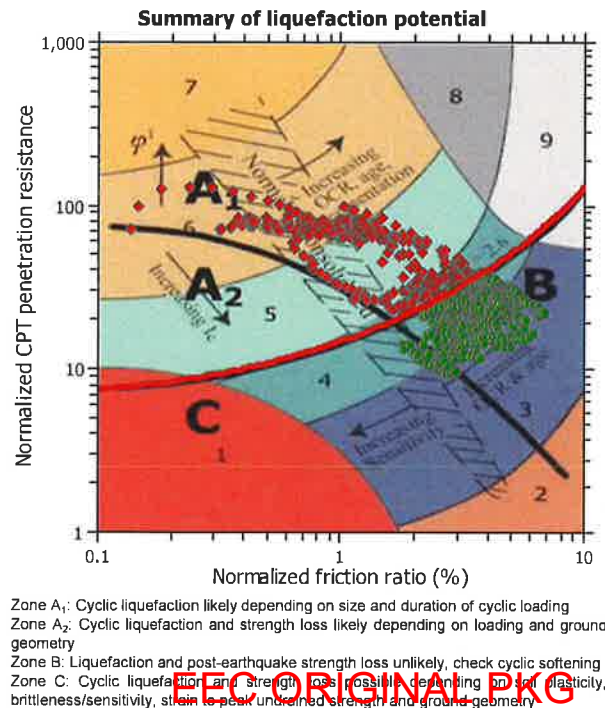 Summary of liquefaction potential
1,000
7
8
9
φ'
Increasing
OCR, age,
A1
100
6
A2
B
Increasing Ic
5
10
4
3
C
Increasing
Sensitivity
1
2
1
0.1
1
10
Normalized CPT penetration resistance
Normalized friction ratio (%)
Zone A1: Cyclic liquefaction likely depending on size and duration of cyclic loading
Zone A2: Cyclic liquefaction and strength loss likely depending on loading and ground
geometry
Zone B: Liquefaction and post-earthquake strength loss unlikely, check cyclic softening
Zone C: Cyclic liquefaction and strength loss possible depending on soil plasticity,
brittleness/sensitivity, strain to peak undrained strength and ground geometry
EEC ORIGINAL PKG